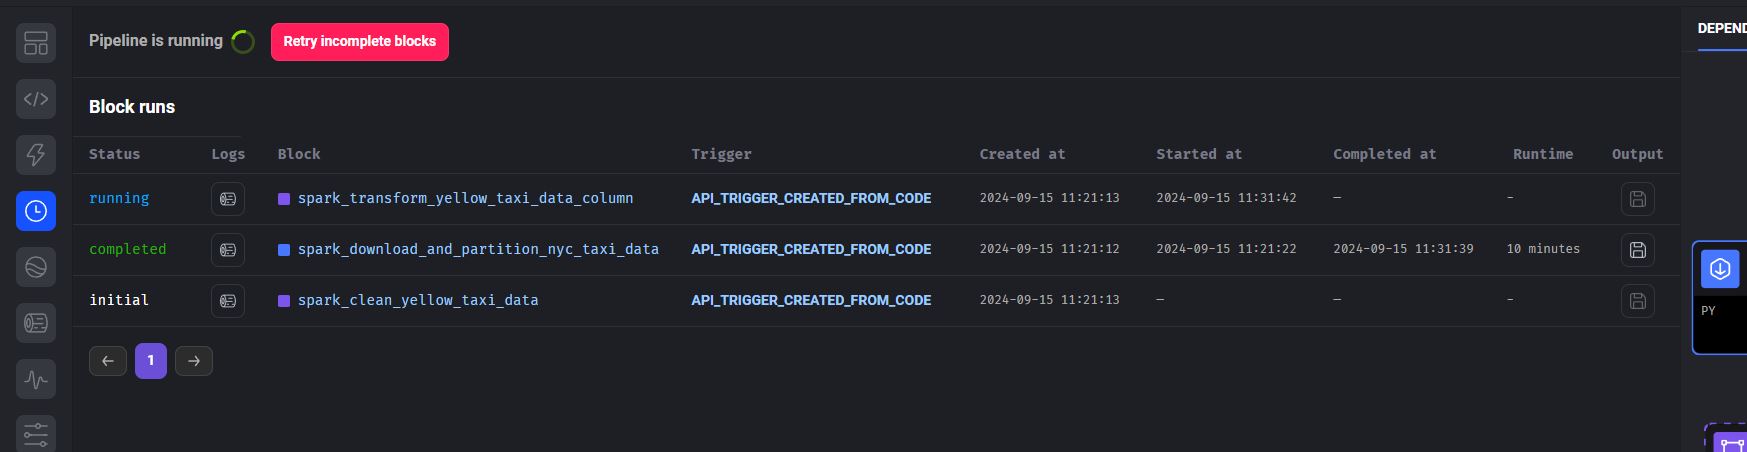 DEPEND
Pipeline is running Retry incomplete blocks
Block runs
Status Logs Block Trigger Created at Started at Completed at Runtime Output
running spark_transform_yellow_taxi_data_column API_TRIGGER_CREATED_FROM_CODE 2024-09-15 11:21:13 2024-09-15 11:31:42 — -
completed spark_download_and_partition_nyc_taxi_data API_TRIGGER_CREATED_FROM_CODE 2024-09-15 11:21:12 2024-09-15 11:21:22 2024-09-15 11:31:39 10 minutes
initial spark_clean_yellow_taxi_data API_TRIGGER_CREATED_FROM_CODE 2024-09-15 11:21:13 — — -
PY
← 1 →